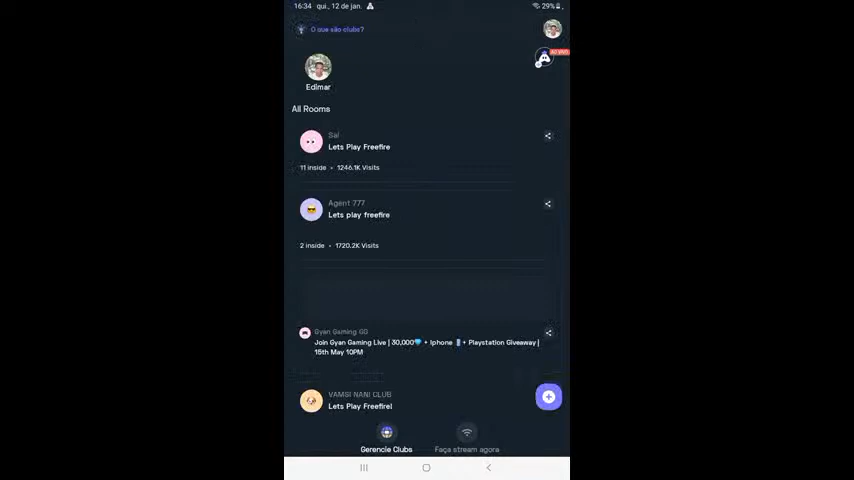 16:34 qui., 12 de jan.
29%
O que são clubs?
AO VIVO
Edimar
All Rooms
Sal
Lets Play Freefire
11 inside • 1246.1K Visits
Agent 777
Lets play freefire
2 inside • 1720.2K Visits
Gyan Gaming GG
Join Gyan Gaming Live | 30,000💎 + Iphone 📱 + Playstation Giveaway |
15th May 10PM
VAMSI NANI CLUB
Lets Play Freefire!
Gerencie Clubs
Faça stream agora